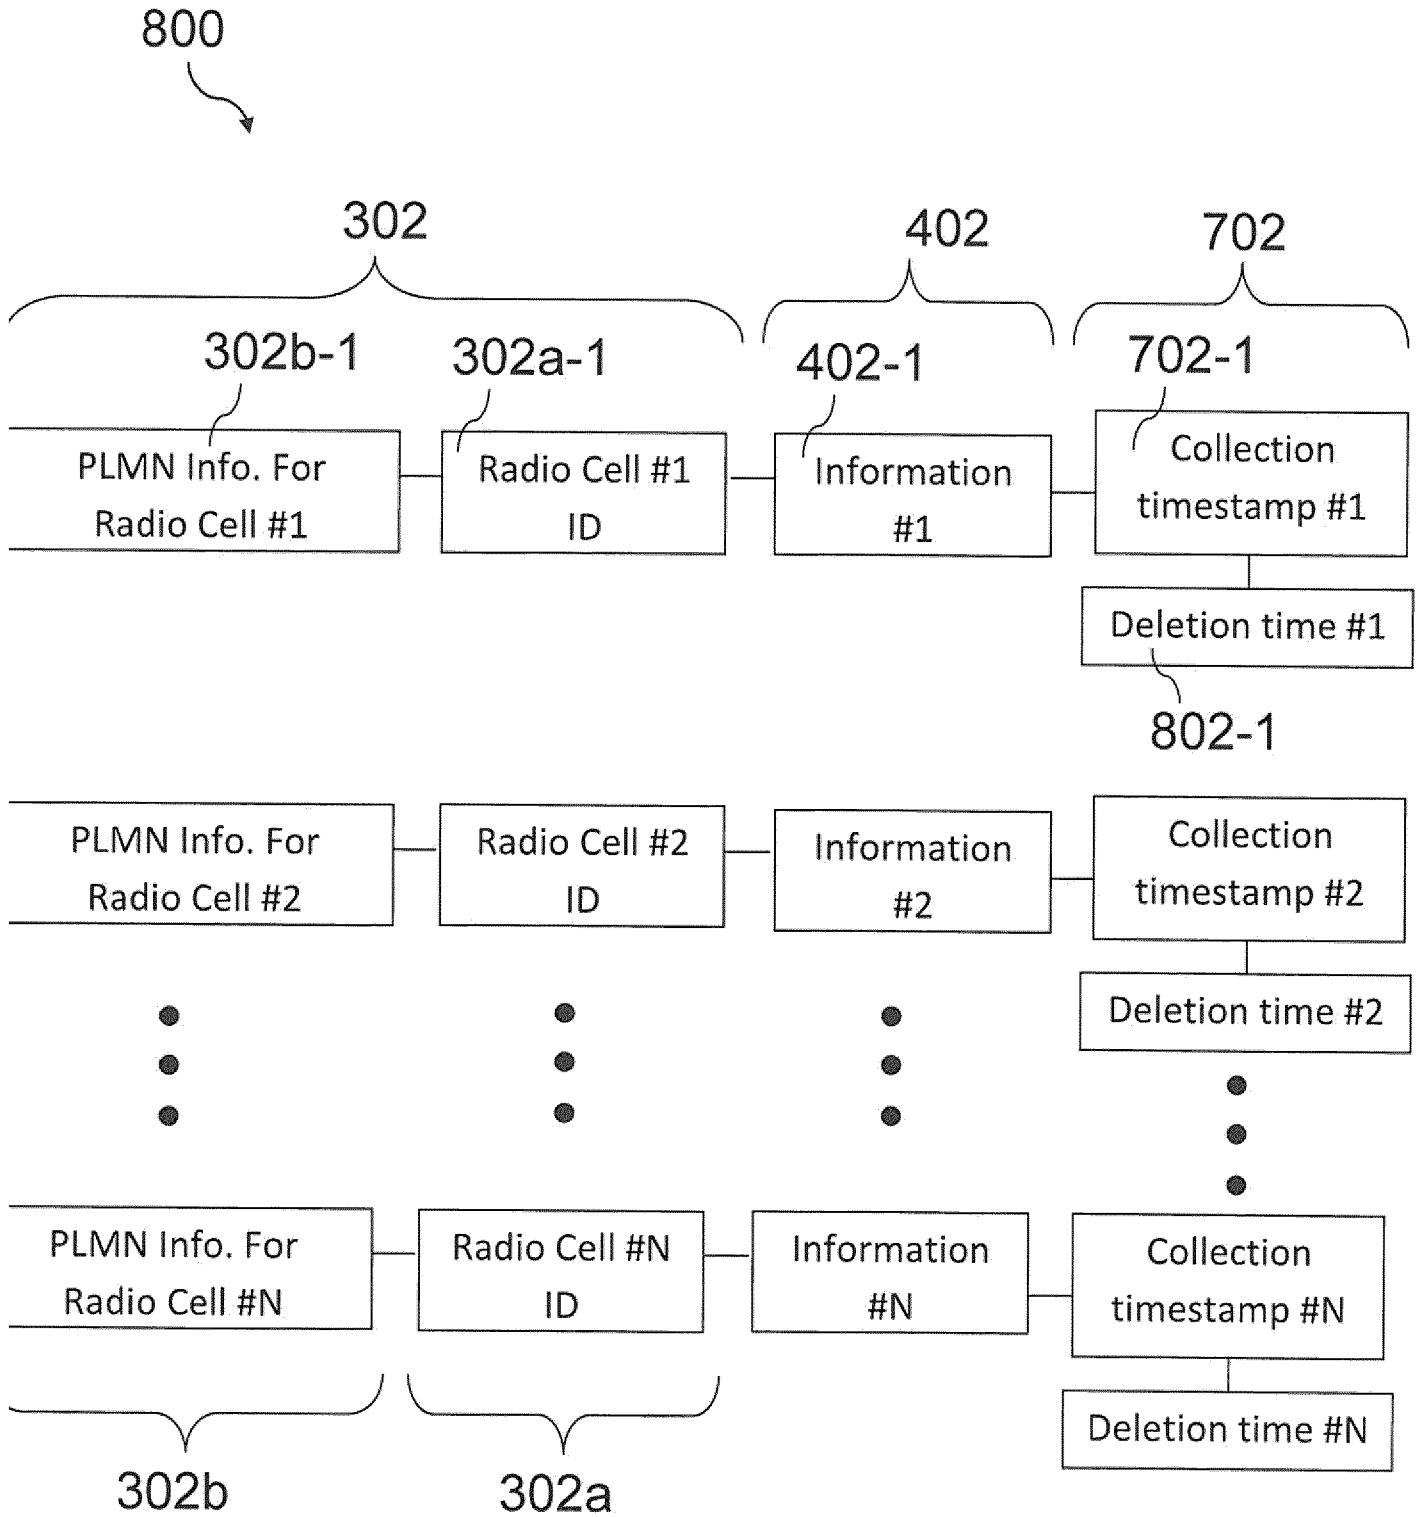 800
302
402
702
302b-1
302a-1
402-1
702-1
PLMN Info. For
Radio Cell #1
Radio Cell #1
ID
Information
#1
Collection
timestamp #1
Deletion time #1
802-1
PLMN Info. For
Radio Cell #2
Radio Cell #2
ID
Information
#2
Collection
timestamp #2
Deletion time #2
PLMN Info. For
Radio Cell #N
Radio Cell #N
ID
Information
#N
Collection
timestamp #N
Deletion time #N
302b
302a